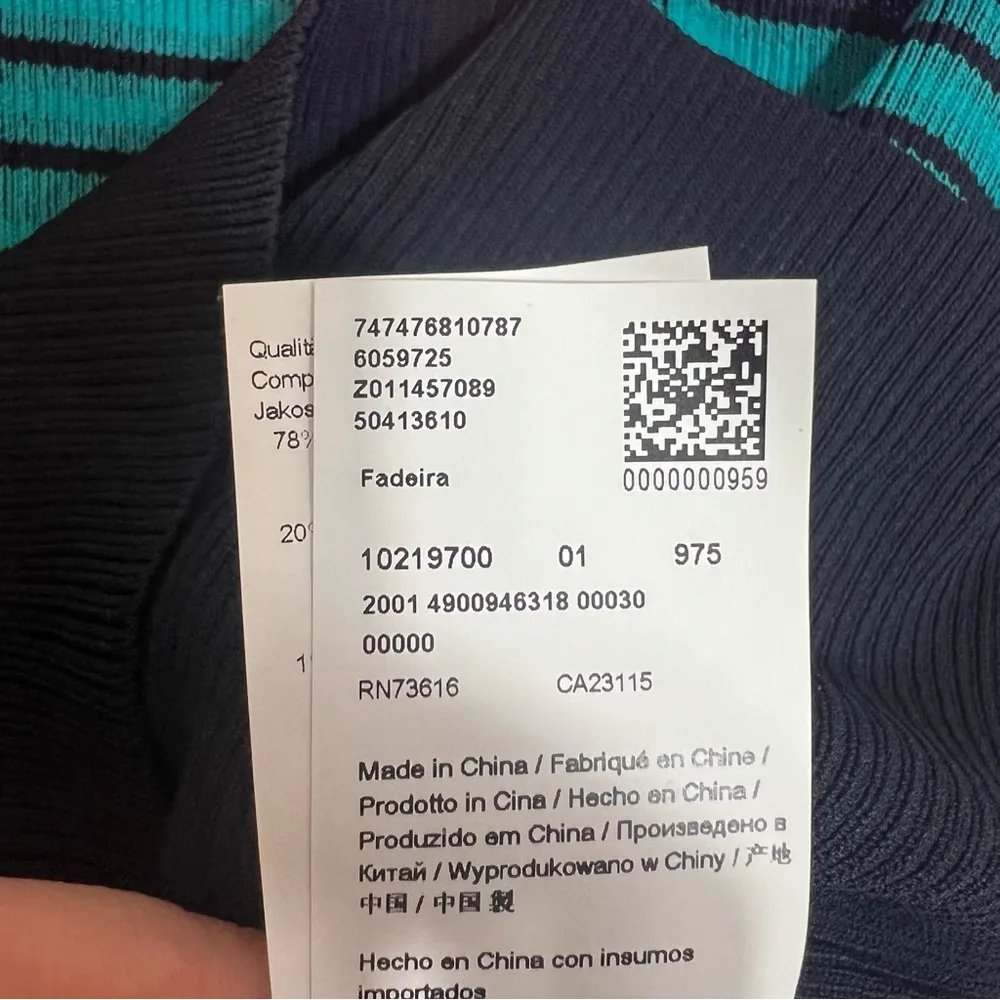 Qualit
Comp
Jakos
78%
20
1
747476810787
6059725
Z011457089
50413610
0000000959
Fadeira
10219700 01 975
2001 4900946318 00030
00000
RN73616 CA23115
Made in China / Fabriqué en Chine /
Prodotto in Cina / Hecho en China /
Produzido em China / Произведено в
Китай / Wyprodukowano w Chiny / 产地
中国 / 中国 製
Hecho en China con insumos
importados